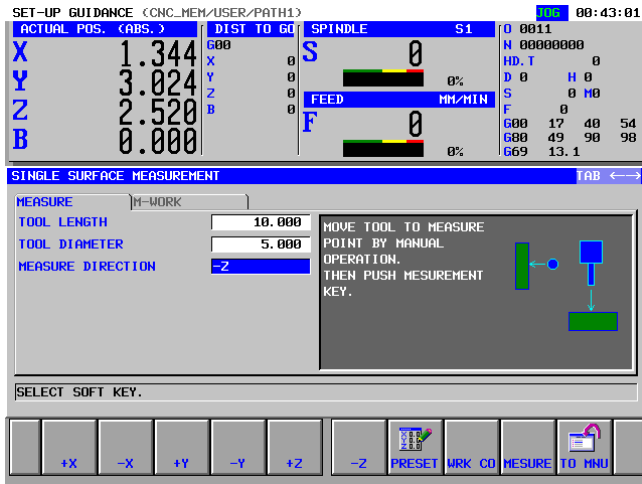 SET-UP GUIDANCE (CNC_MEM/USER/PATH1) JOG 00:43:01
ACTUAL POS. (ABS.) DIST TO GO SPINDLE S1 O 0011
X 1.344 G00 S 0 N 00000000
X 0 HD.T 0
Y 3.024 Y 0 0% D 0 H 0
Z 2.520 Z 0 FEED MM/MIN S 0 M0
B 0 F 0 F 0
B 0.000 G00 17 40 54
G80 49 90 98
0% G69 13.1
SINGLE SURFACE MEASUREMENT TAB ←→
MEASURE M-WORK
TOOL LENGTH 10.000
TOOL DIAMETER 5.000
MEASURE DIRECTION -Z
MOVE TOOL TO MEASURE
POINT BY MANUAL
OPERATION.
THEN PUSH MESUREMENT
KEY.
SELECT SOFT KEY.
+X -X +Y -Y +Z -Z PRESET WRK CO MESURE TO MNU